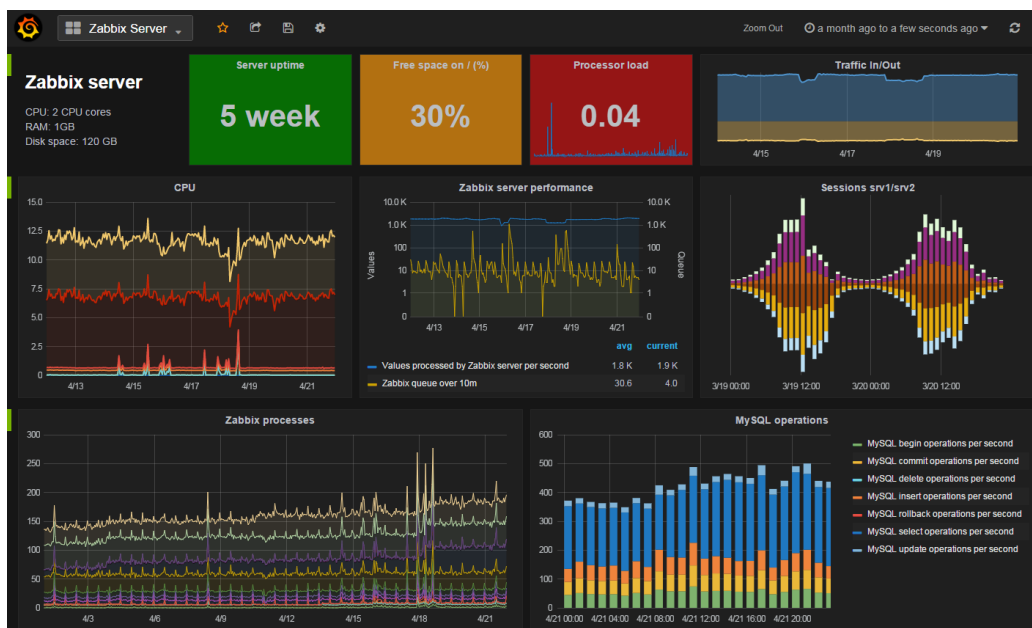 Zabbix Server
Zoom Out
a month ago to a few seconds ago
Zabbix server
CPU: 2 CPU cores
RAM: 1GB
Disk space: 120 GB
Server uptime
5 week
Free space on / (%)
30%
Processor load
0.04
Traffic In/Out
4/15 4/17 4/19
CPU
15.0
12.5
10.0
7.5
5.0
2.5
0
4/13 4/15 4/17 4/19 4/21
Zabbix server performance
10.0 K 10.0 K
1.0 K 1.0 K
100 100
10 10
1 1
0 0
Values
Queue
4/13 4/15 4/17 4/19 4/21
avg current
Values processed by Zabbix server per second 1.8 K 1.9 K
Zabbix queue over 10m 30.6 4.0
Sessions srv1/srv2
3/19 00:00 3/19 12:00 3/20 00:00 3/20 12:00
Zabbix processes
300
250
200
150
100
50
0
4/3 4/6 4/9 4/12 4/15 4/18 4/21
MySQL operations
600
500
400
300
200
100
0
4/21 00:00 4/21 04:00 4/21 08:00 4/21 12:00 4/21 16:00 4/21 20:00
MySQL begin operations per second
MySQL commit operations per second
MySQL delete operations per second
MySQL insert operations per second
MySQL rollback operations per second
MySQL select operations per second
MySQL update operations per second